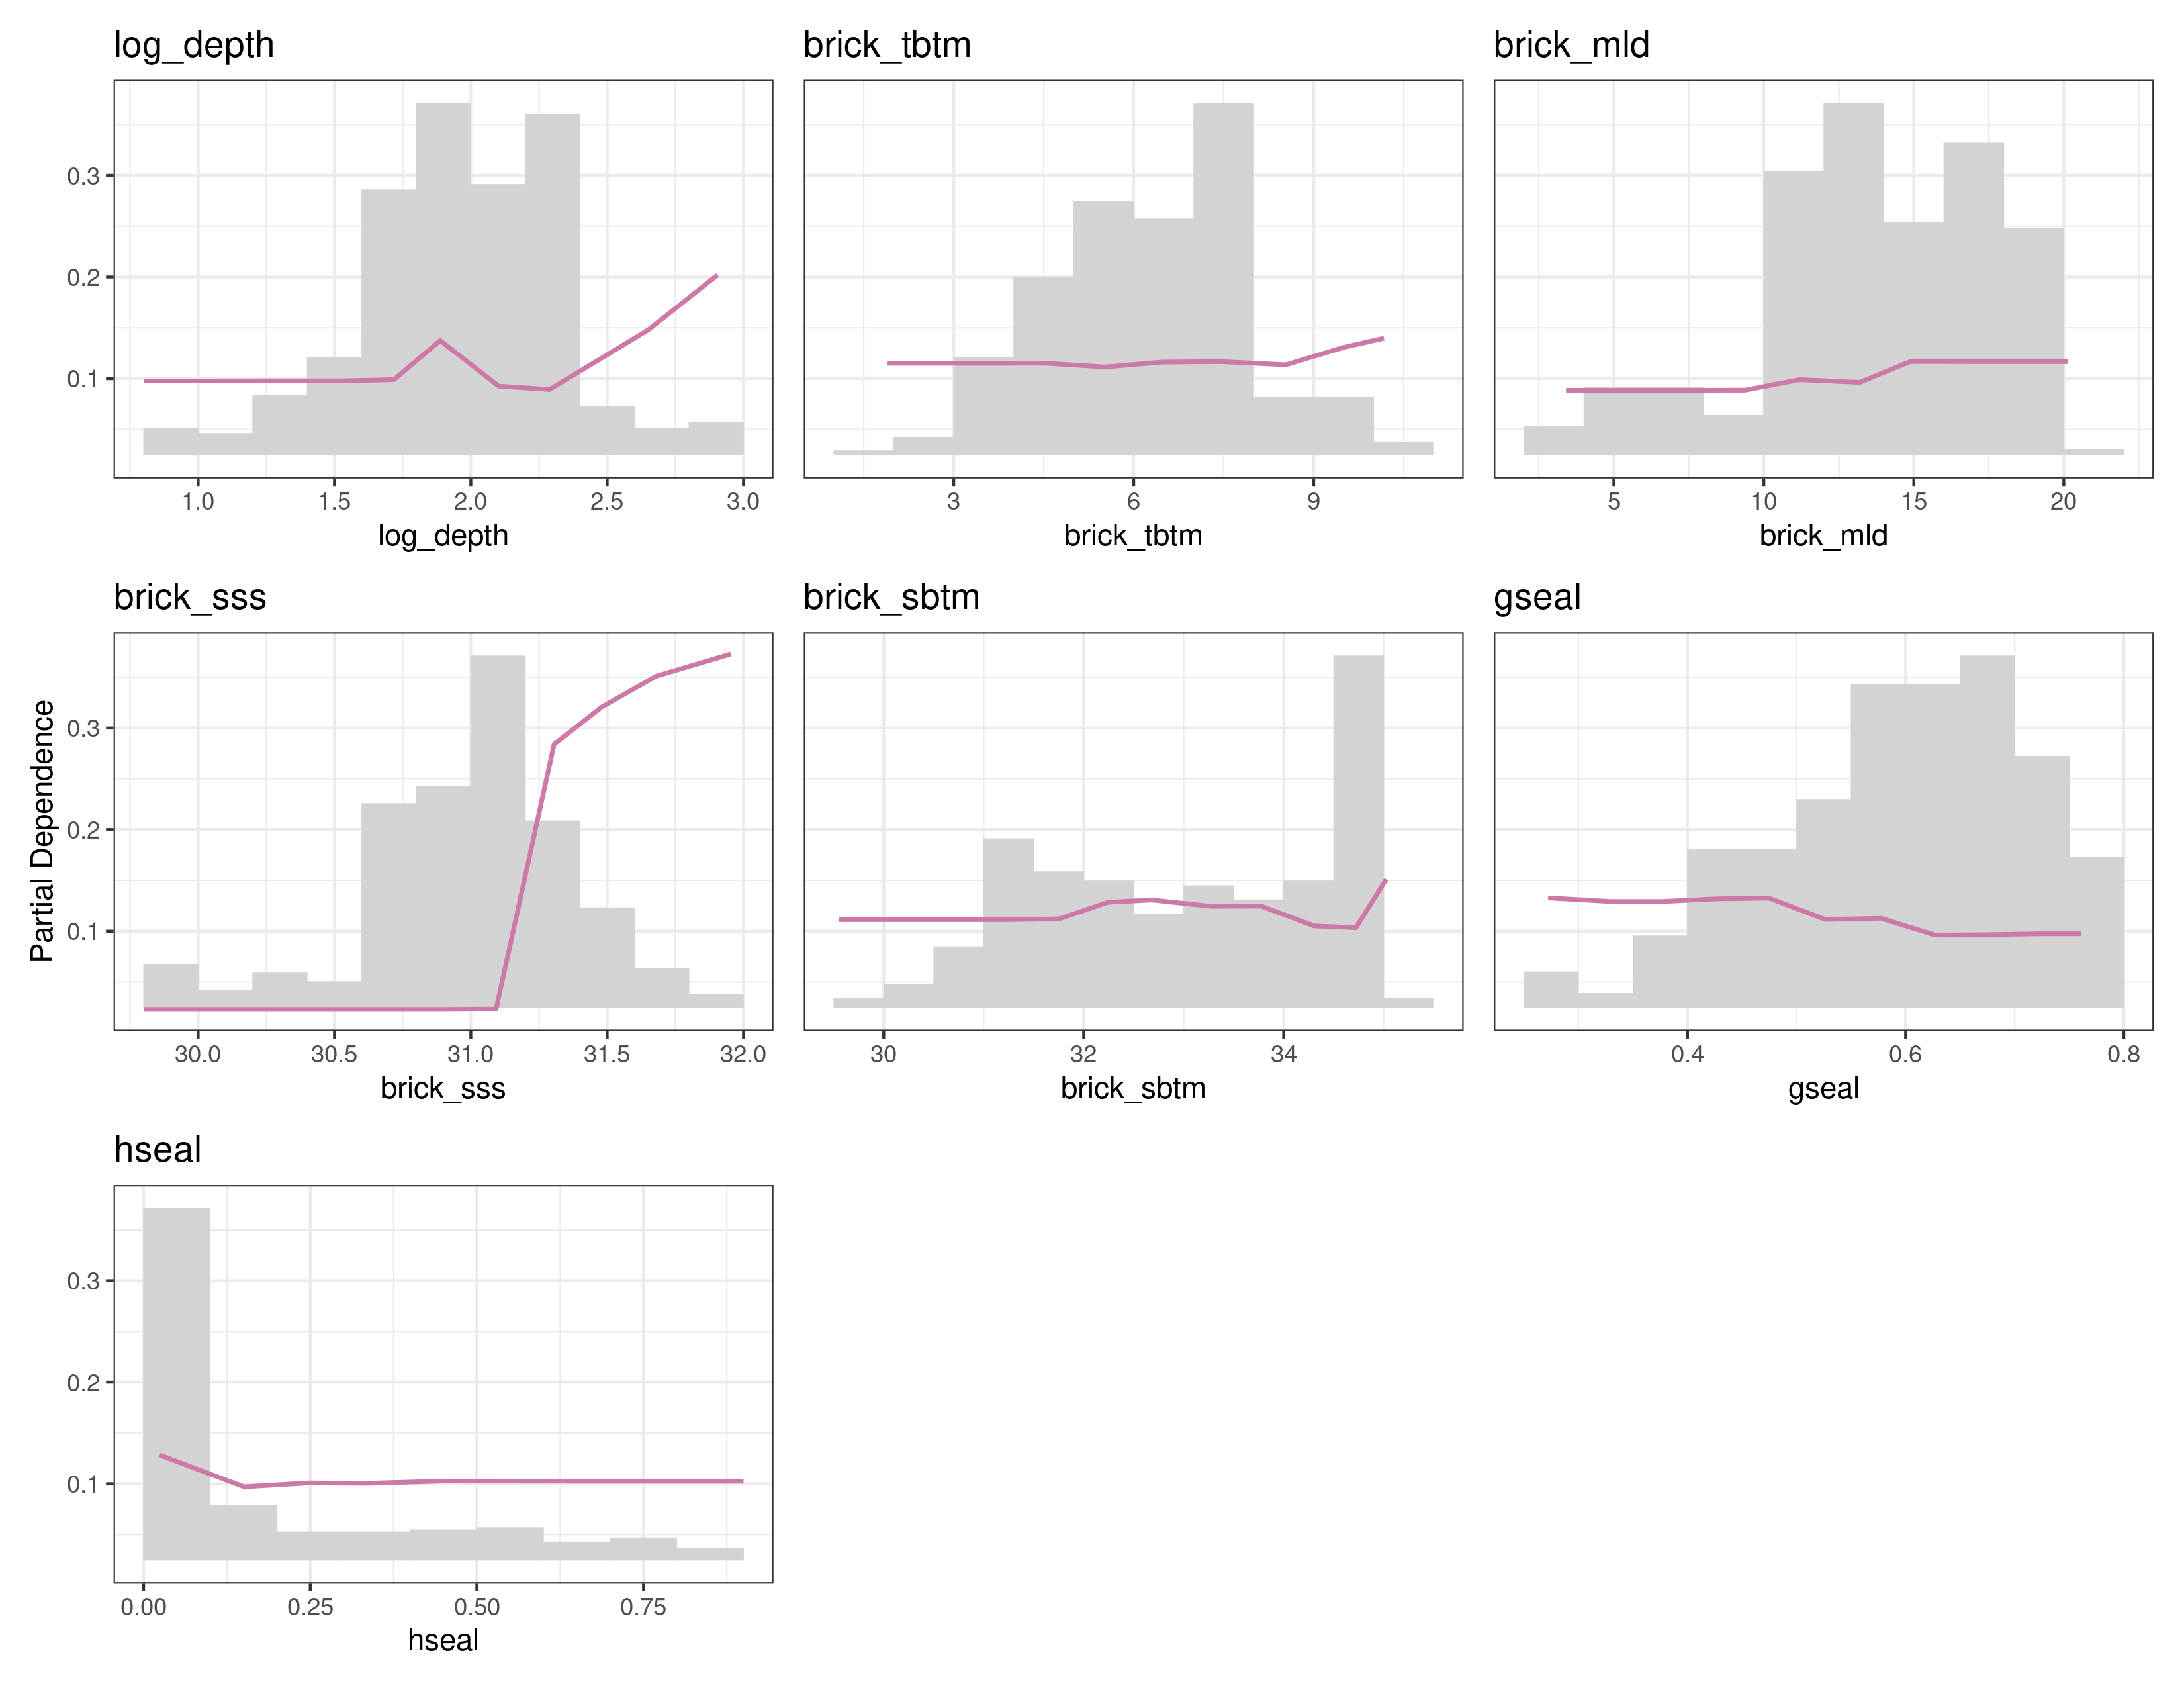 log_depth
brick_tbtm
brick_mld
0.3
0.2
0.1
1.0 1.5 2.0 2.5 3.0
3 6 9
5 10 15 20
log_depth
brick_tbtm
brick_mld
brick_sss
brick_sbtm
gseal
Partial Dependence
0.3
0.2
0.1
30.0 30.5 31.0 31.5 32.0
30 32 34
0.4 0.6 0.8
brick_sss
brick_sbtm
gseal
hseal
0.3
0.2
0.1
0.00 0.25 0.50 0.75
hseal